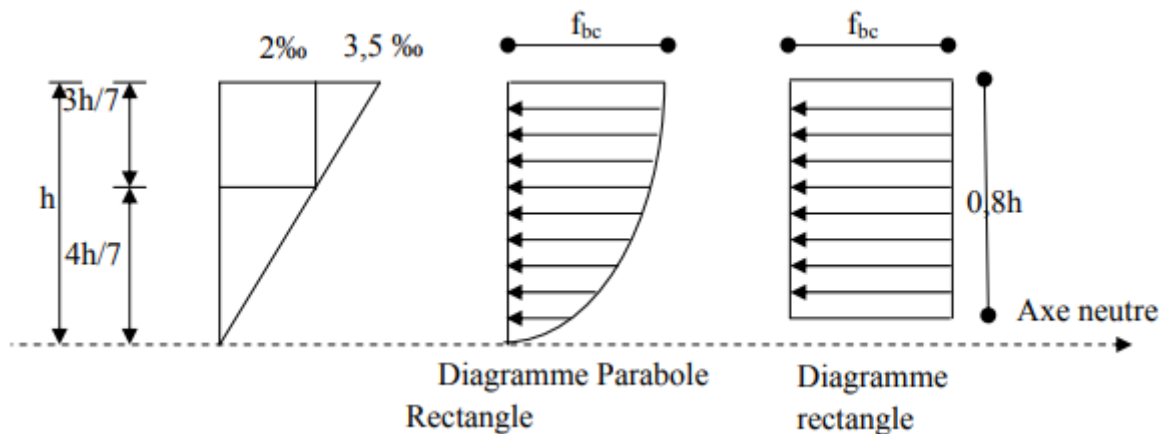 f_bc
f_bc
2‰
3,5 ‰
3h/7
h
4h/7
0,8h
Axe neutre
Diagramme Parabole
Rectangle
Diagramme
rectangle